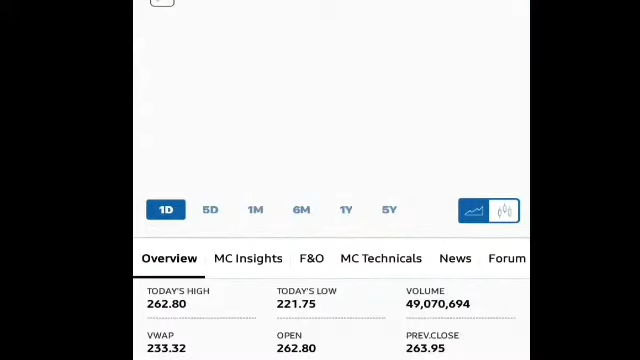 1D 5D 1M 6M 1Y 5Y
Overview MC Insights F&O MC Technicals News Forum
TODAY'S HIGH TODAY'S LOW VOLUME
262.80 221.75 49,070,694
VWAP OPEN PREV.CLOSE
233.32 262.80 263.95